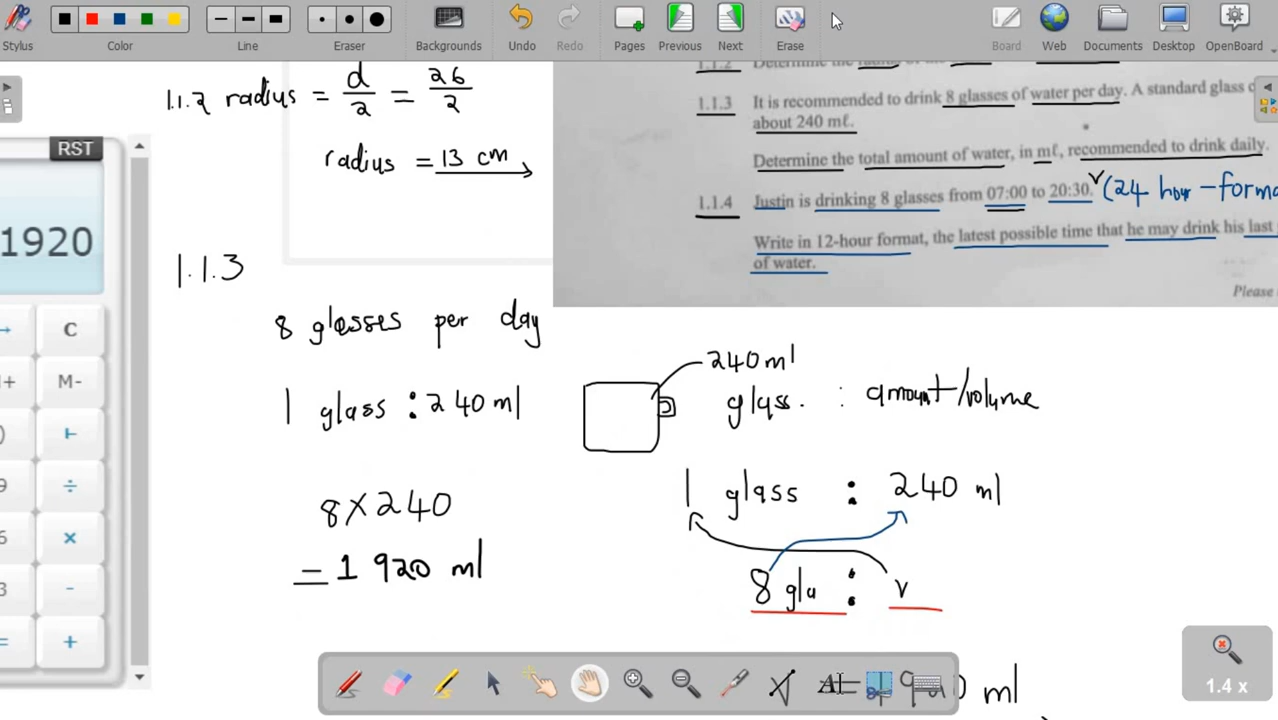 Stylus Color Line Eraser Backgrounds Undo Redo Pages Previous Next Erase Board Web Documents Desktop OpenBoard
1.1.2 radius = d/2 = 26/2
radius = 13 cm
1.1.2 Determine the
1.1.3 It is recommended to drink 8 glasses of water per day. A standard glass
about 240 mℓ.
Determine the total amount of water, in mℓ, recommended to drink daily.
1.1.4 Justin is drinking 8 glasses from 07:00 to 20:30. (24 hour - forma
Write in 12-hour format, the latest possible time that he may drink his last
of water.
Please
RST
1920
C
M-
÷
×
-
+
1.1.3
8 glasses per day
1 glass : 240 ml
8 X 240
= 1 920 ml
240 ml
glass. : amount/volume
1 glass : 240 ml
8 gla : v
ml
1.4 x